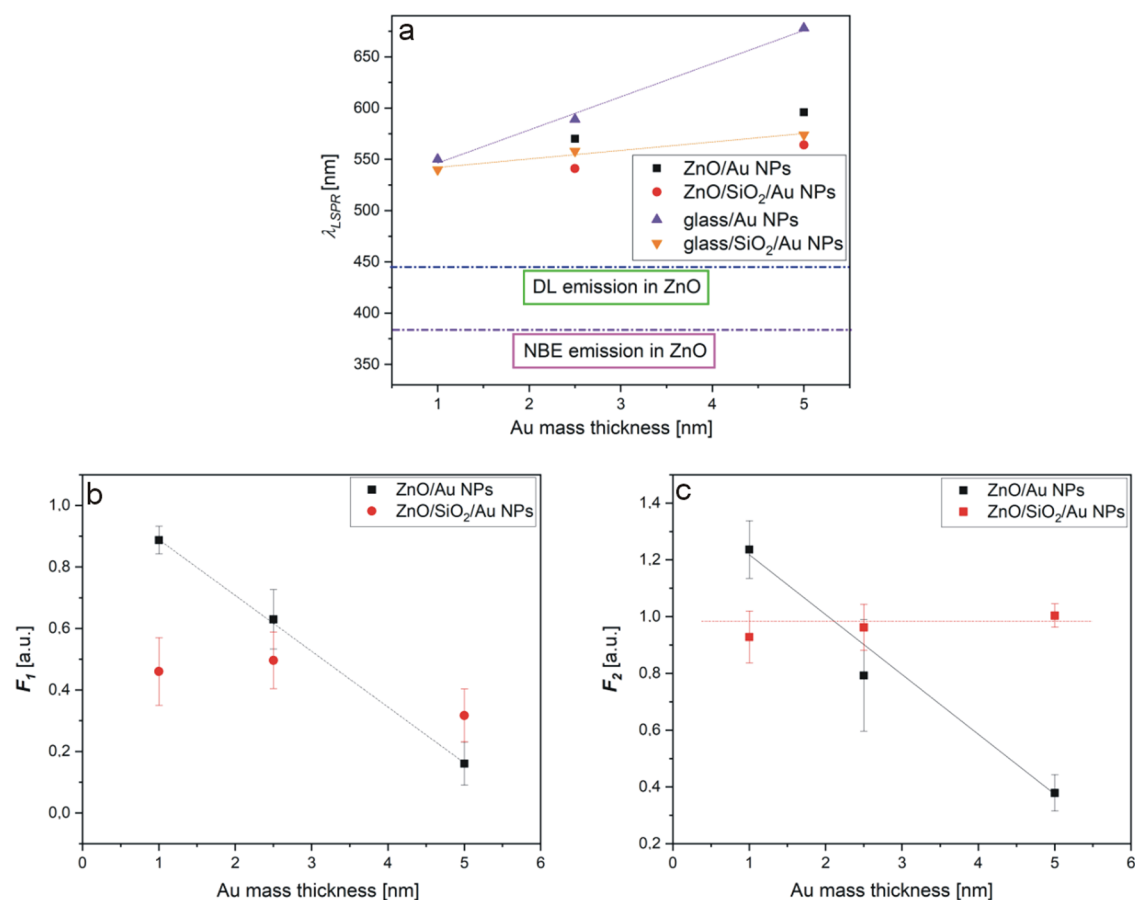 a
650
600
550
500
450
400
350
λLSPR [nm]
ZnO/Au NPs
ZnO/SiO₂/Au NPs
glass/Au NPs
glass/SiO₂/Au NPs
DL emission in ZnO
NBE emission in ZnO
1 2 3 4 5
Au mass thickness [nm]
b
1,0
0,8
0,6
0,4
0,2
0,0
F₁ [a.u.]
ZnO/Au NPs
ZnO/SiO₂/Au NPs
0 1 2 3 4 5 6
Au mass thickness [nm]
c
1,4
1,2
1,0
0,8
0,6
0,4
0,2
F₂ [a.u.]
ZnO/Au NPs
ZnO/SiO₂/Au NPs
0 1 2 3 4 5 6
Au mass thickness [nm]